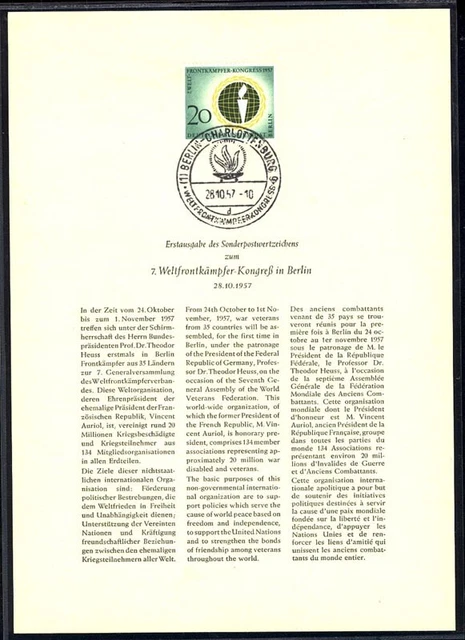 FRONTKÄMPFER-KONGRESS 1957
20
BERLIN
(1) BERLIN-CHARLOTTENBURG 9
28.10.57 -10
WELTFRONTKÄMPFERKONGRESS
d
Erstausgabe des Sonderpostwertzeichens
zum
7. Weltfrontkämpfer-Kongreß in Berlin
28.10.1957
In der Zeit vom 24. Oktober
bis zum 1. November 1957
treffen sich unter der Schirm-
herrschaft des Herrn Bundes-
präsidenten Prof. Dr. Theodor
Heuss erstmals in Berlin
Frontkämpfer aus 35 Ländern
zur 7. Generalversammlung
des Weltfrontkämpferverban-
des. Diese Weltorganisation,
deren Ehrenpräsident der
ehemalige Präsident der Fran-
zösischen Republik, Vincent
Auriol, ist, vereinigt rund 20
Millionen Kriegsbeschädigte
und Kriegsteilnehmer aus
134 Mitgliedsorganisationen
in allen Erdteilen.
Die Ziele dieser nichtstaat-
lichen internationalen Orga-
nisation sind: Förderung
politischer Bestrebungen, die
dem Weltfrieden in Freiheit
und Unabhängigkeit dienen;
Unterstützung der Vereinten
Nationen und Kräftigung
freundschaftlicher Beziehun-
gen zwischen den ehemaligen
Kriegsteilnehmern aller Welt.
From 24th October to 1st No-
vember, 1957, war veterans
from 35 countries will be as-
sembled, for the first time in
Berlin, under the patronage
of the President of the Federal
Republic of Germany, Profes-
sor Dr. Theodor Heuss, on the
occasion of the Seventh Ge-
neral Assembly of the World
Veterans Federation. This
world-wide organization, of
which the former President of
the French Republic, M. Vin-
cent Auriol, is honorary pre-
sident, comprises 134 member
associations representing ap-
proximately 20 million war
disabled and veterans.
The basic purposes of this
non-governmental internati-
onal organization are to sup-
port policies which serve the
cause of world peace based on
freedom and independence,
to support the United Nations
and to strengthen the bonds
of friendship among veterans
throughout the world.
Des anciens combattants
venant de 35 pays se trou-
veront réunis pour la pre-
mière fois à Berlin du 24 oc-
tobre au 1er novembre 1957
sous le patronage de M. le
Président de la République
Fédérale, le Professor Dr.
Theodor Heuss, à l'occasion
de la septième Assemblée
Générale de la Fédération
Mondiale des Anciens Com-
battants. Cette organisation
mondiale dont le Président
d'honneur est M. Vincent
Auriol, ancien Président de la
République Française, groupe
dans toutes les parties du
monde 134 Associations re-
présentant environ 20 mil-
lions d'Invalides de Guerre
et d'Anciens Combattants.
Cette organisation interna-
tionale apolitique a pour but
de soutenir des initiatives
politiques destinées à servir
la cause d'une paix mondiale
fondée sur la liberté et l'in-
dépendance, d'appuyer les
Nations Unies et de ren-
forcer les liens d'amitié qui
unissent les anciens combat-
tants du monde entier.